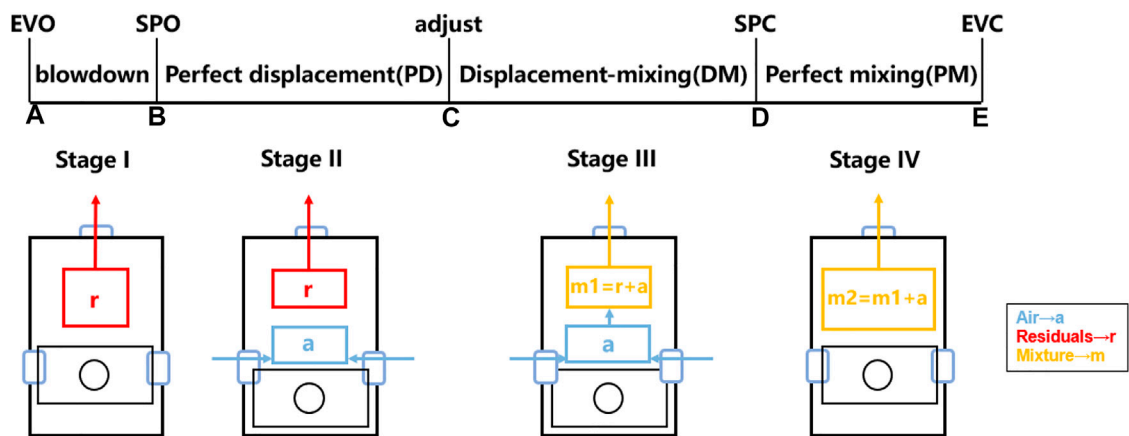 EVO SPO adjust SPC EVC
blowdown Perfect displacement(PD) Displacement-mixing(DM) Perfect mixing(PM)
A B C D E
Stage I Stage II Stage III Stage IV
r
r
a
m1=r+a
a
m2=m1+a
Air→a
Residuals→r
Mixture→m